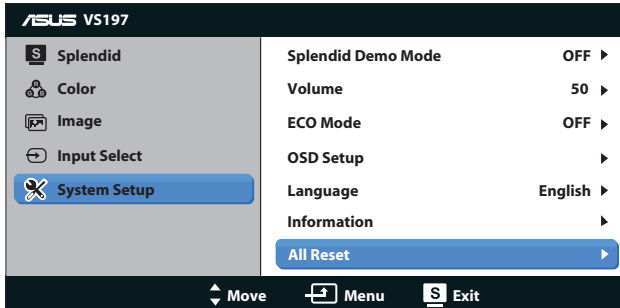 ASUS VS197
S Splendid
Color
Image
Input Select
System Setup
Splendid Demo Mode OFF
Volume 50
ECO Mode OFF
OSD Setup
Language English
Information
All Reset
Move Menu S Exit